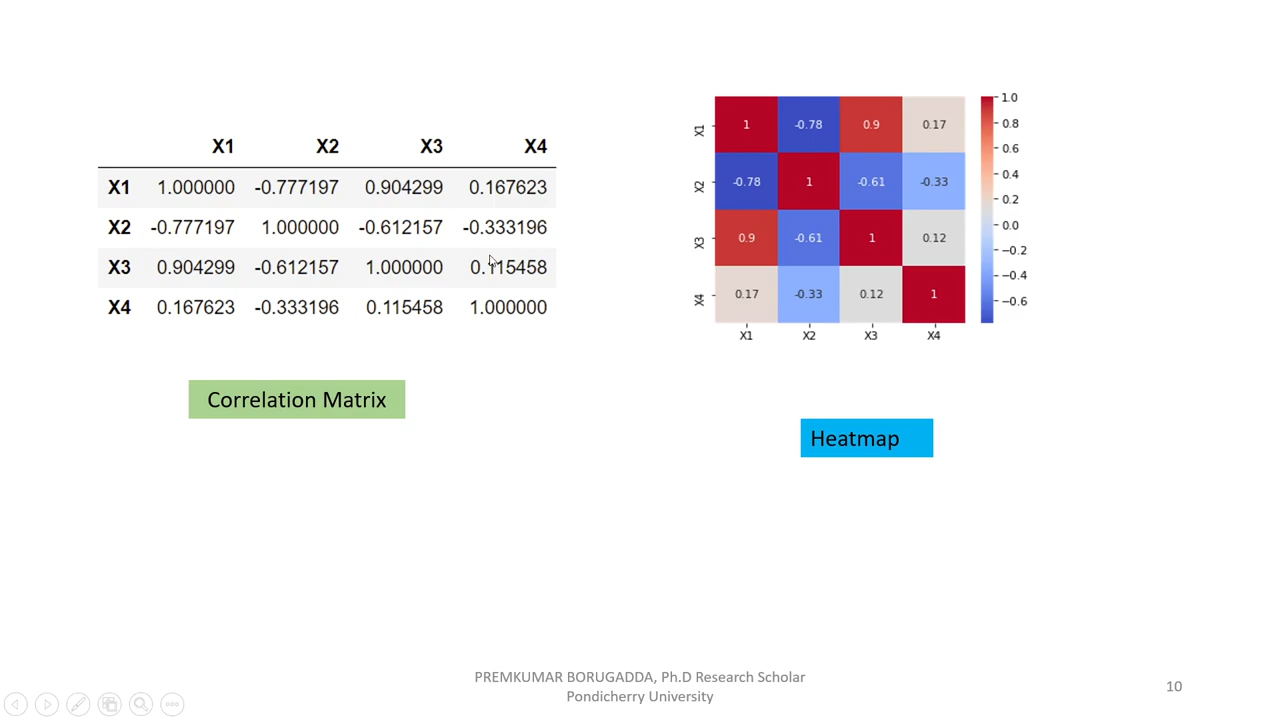 X1 X2 X3 X4
X1 1.000000 -0.777197 0.904299 0.167623
X2 -0.777197 1.000000 -0.612157 -0.333196
X3 0.904299 -0.612157 1.000000 0.115458
X4 0.167623 -0.333196 0.115458 1.000000
Correlation Matrix
X1 1 -0.78 0.9 0.17
X2 -0.78 1 -0.61 -0.33
X3 0.9 -0.61 1 0.12
X4 0.17 -0.33 0.12 1
X1 X2 X3 X4
1.0
0.8
0.6
0.4
0.2
0.0
−0.2
−0.4
−0.6
Heatmap
PREMKUMAR BORUGADDA, Ph.D Research Scholar
Pondicherry University
10